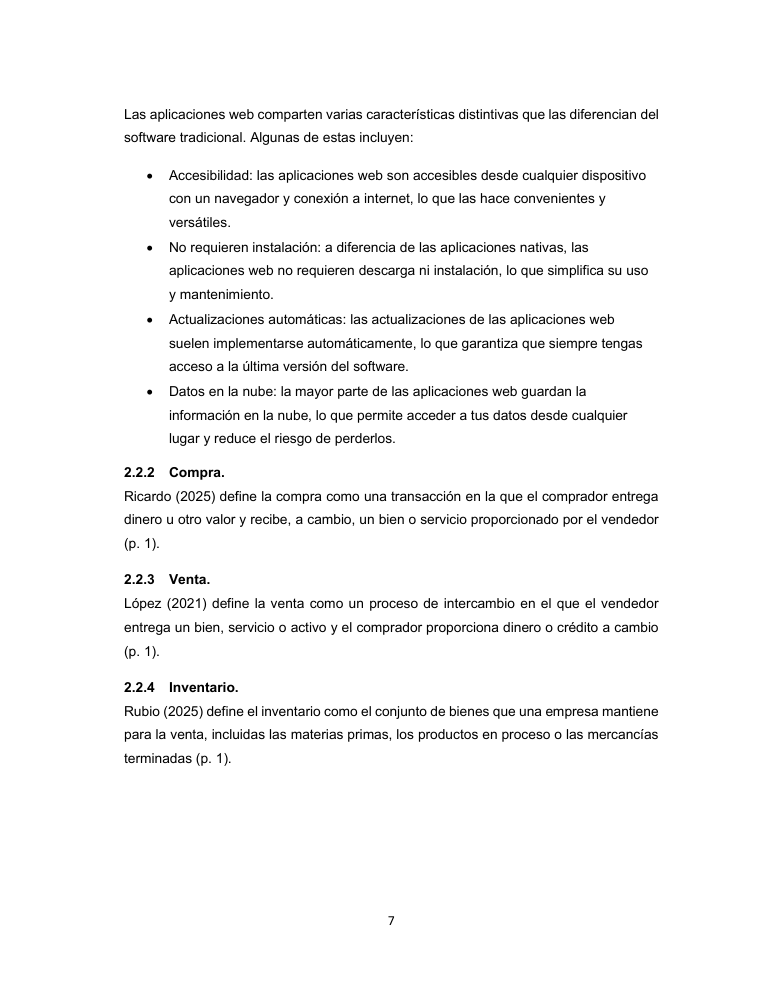 Las aplicaciones web comparten varias características distintivas que las diferencian del
software tradicional. Algunas de estas incluyen:
• Accesibilidad: las aplicaciones web son accesibles desde cualquier dispositivo
con un navegador y conexión a internet, lo que las hace convenientes y
versátiles.
• No requieren instalación: a diferencia de las aplicaciones nativas, las
aplicaciones web no requieren descarga ni instalación, lo que simplifica su uso
y mantenimiento.
• Actualizaciones automáticas: las actualizaciones de las aplicaciones web
suelen implementarse automáticamente, lo que garantiza que siempre tengas
acceso a la última versión del software.
• Datos en la nube: la mayor parte de las aplicaciones web guardan la
información en la nube, lo que permite acceder a tus datos desde cualquier
lugar y reduce el riesgo de perderlos.
2.2.2 Compra.
Ricardo (2025) define la compra como una transacción en la que el comprador entrega
dinero u otro valor y recibe, a cambio, un bien o servicio proporcionado por el vendedor
(p. 1).
2.2.3 Venta.
López (2021) define la venta como un proceso de intercambio en el que el vendedor
entrega un bien, servicio o activo y el comprador proporciona dinero o crédito a cambio
(p. 1).
2.2.4 Inventario.
Rubio (2025) define el inventario como el conjunto de bienes que una empresa mantiene
para la venta, incluidas las materias primas, los productos en proceso o las mercancías
terminadas (p. 1).
7